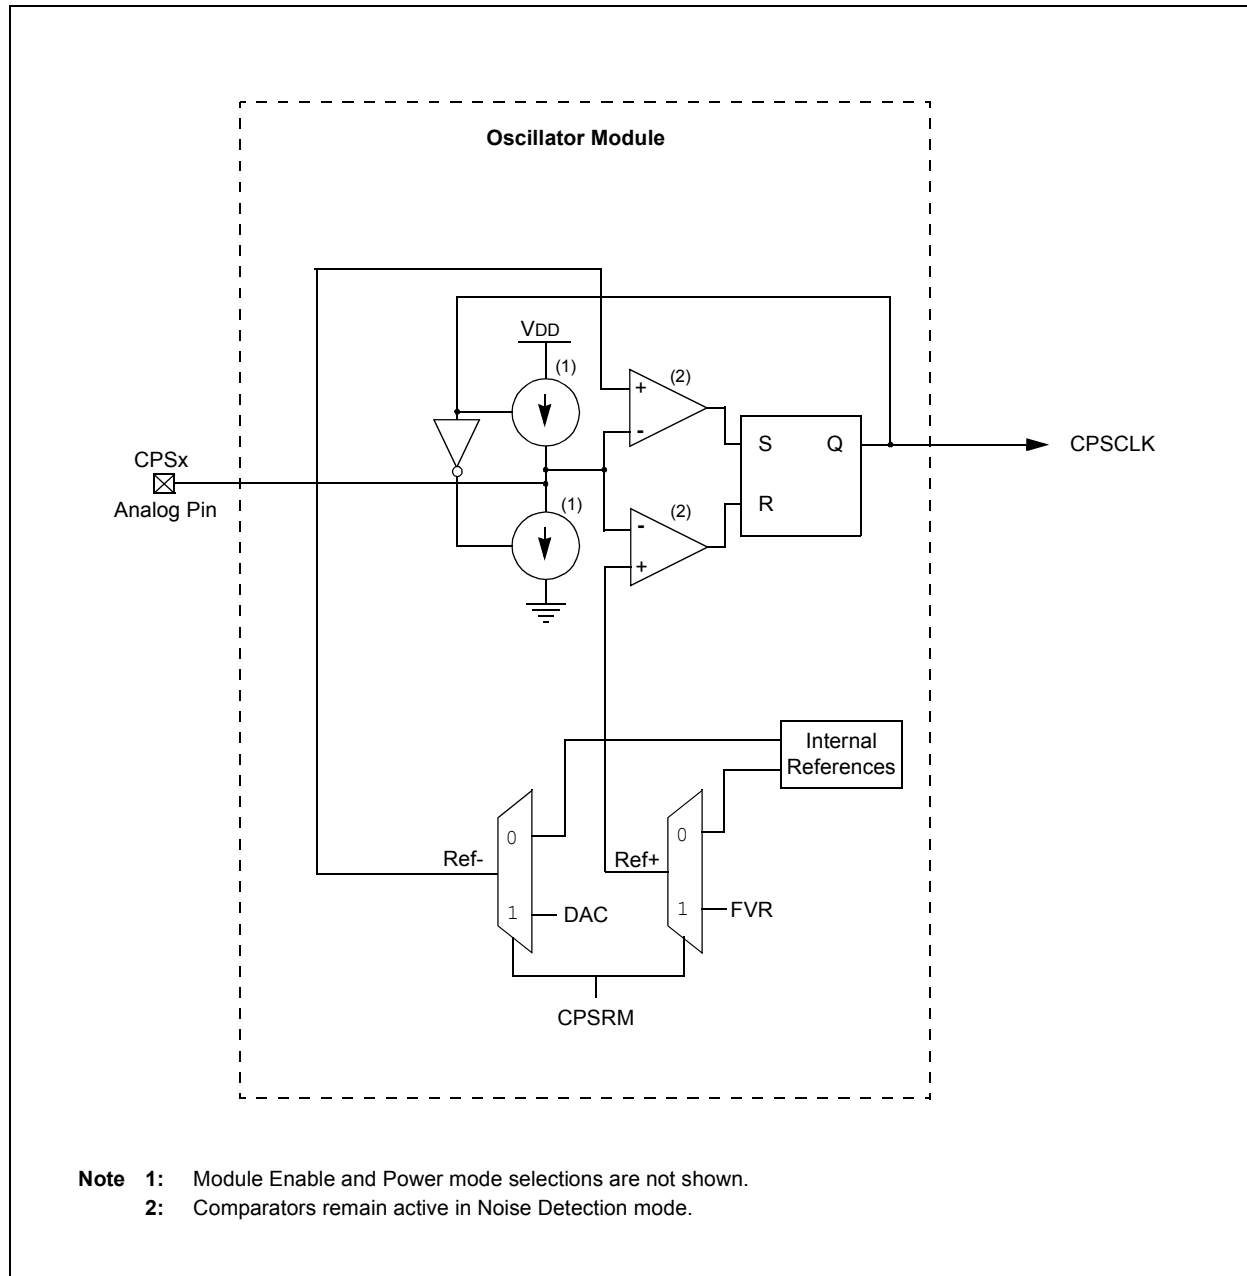 Oscillator Module
VDD
(1)
(2)
+
-
S Q
CPSCLK
CPSx
Analog Pin
(1)
(2)
R
-
+
Internal
References
0
0
Ref-
Ref+
1
DAC
1
FVR
CPSRM
Note 1: Module Enable and Power mode selections are not shown.
2: Comparators remain active in Noise Detection mode.